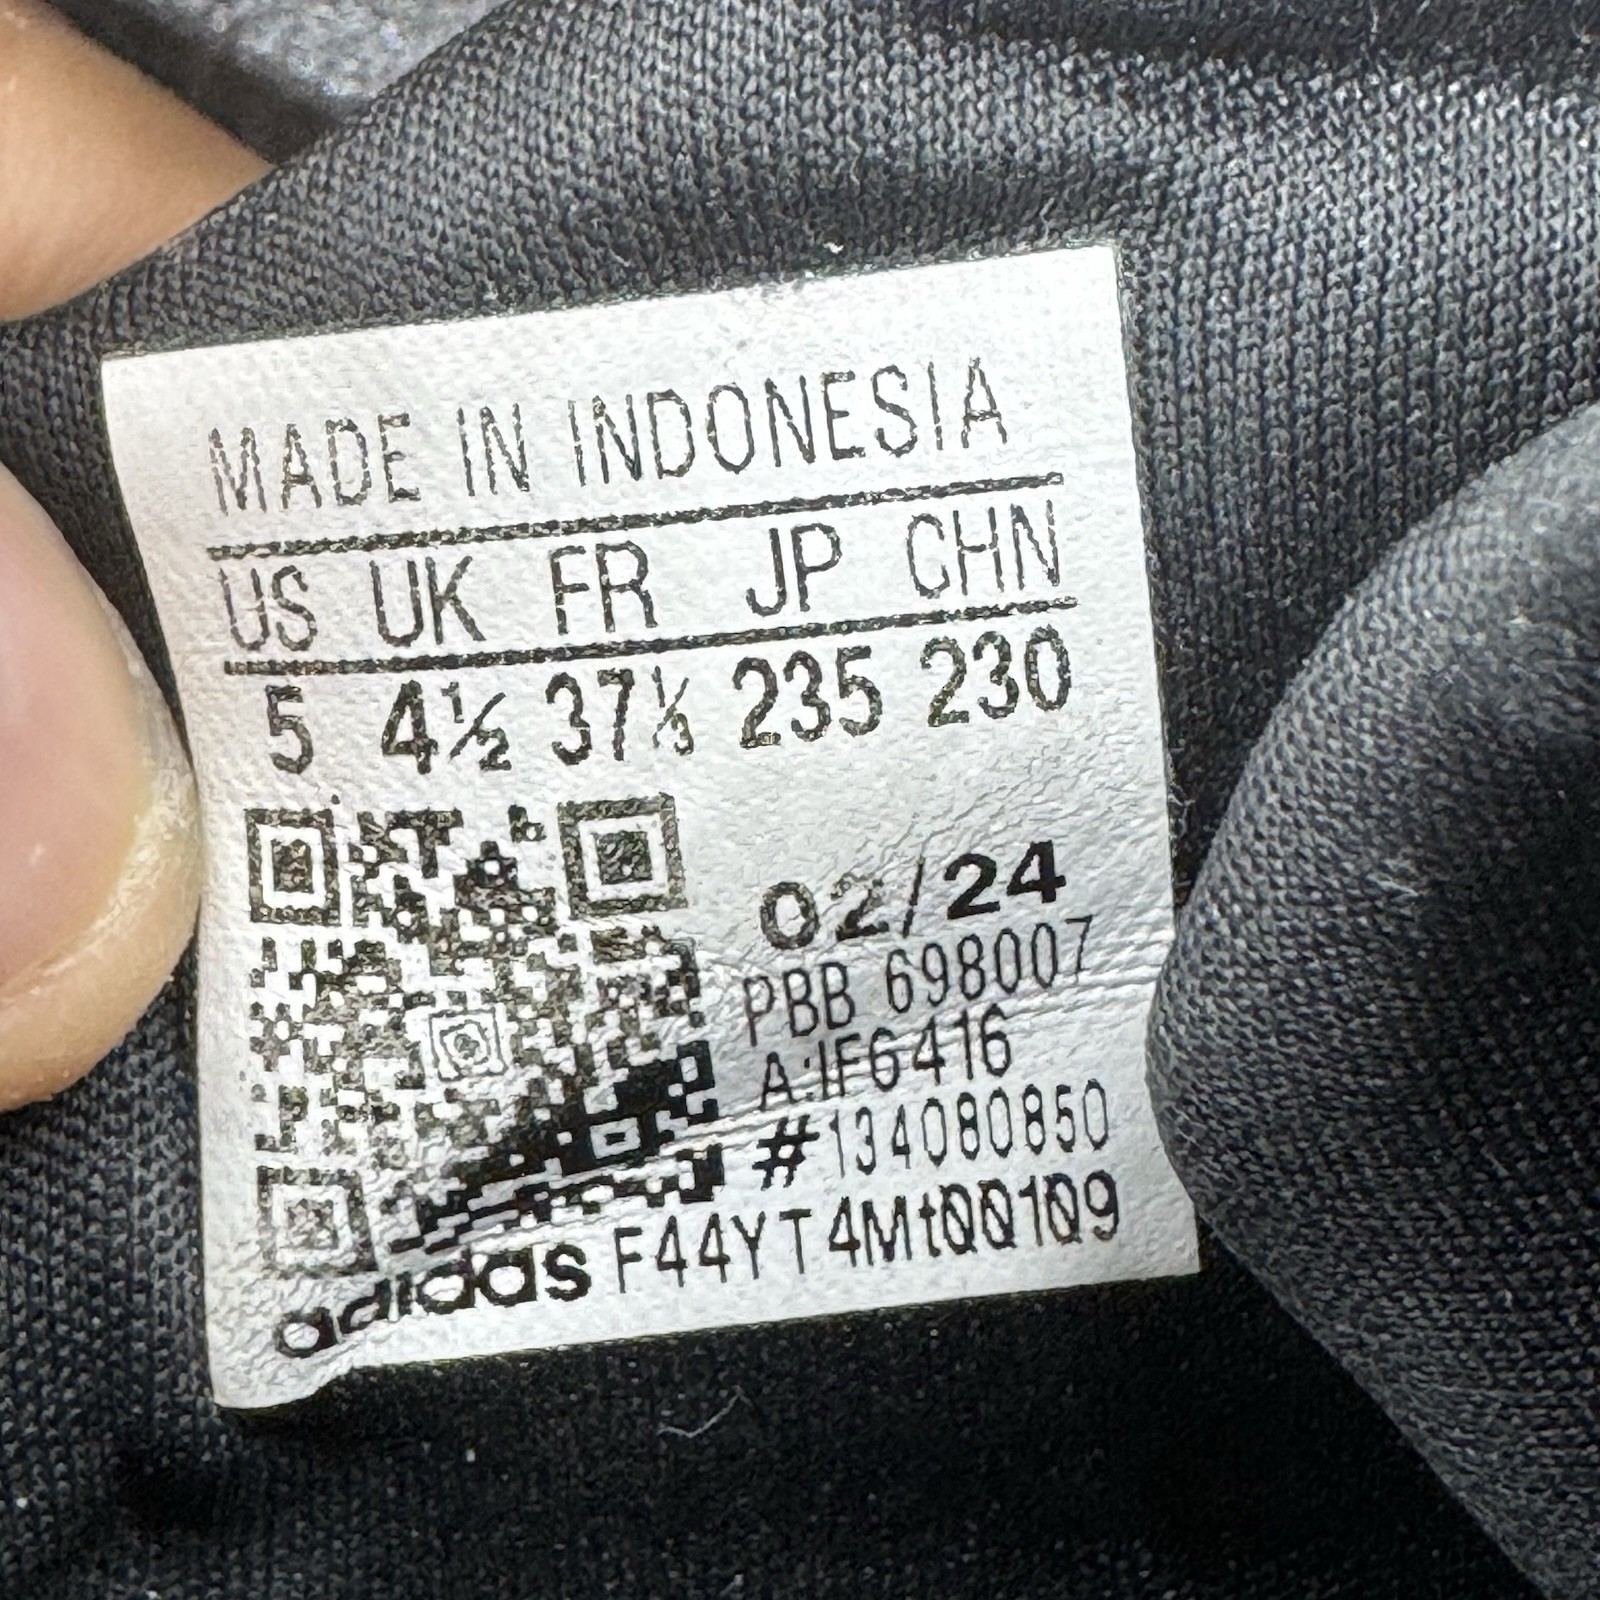 MADE IN INDONESIA
US UK FR JP CHN
5 4½ 37⅓ 235 230
02/24
PBB 698007
A:IF6416
#134080850
adidas F44YT4Mt00109